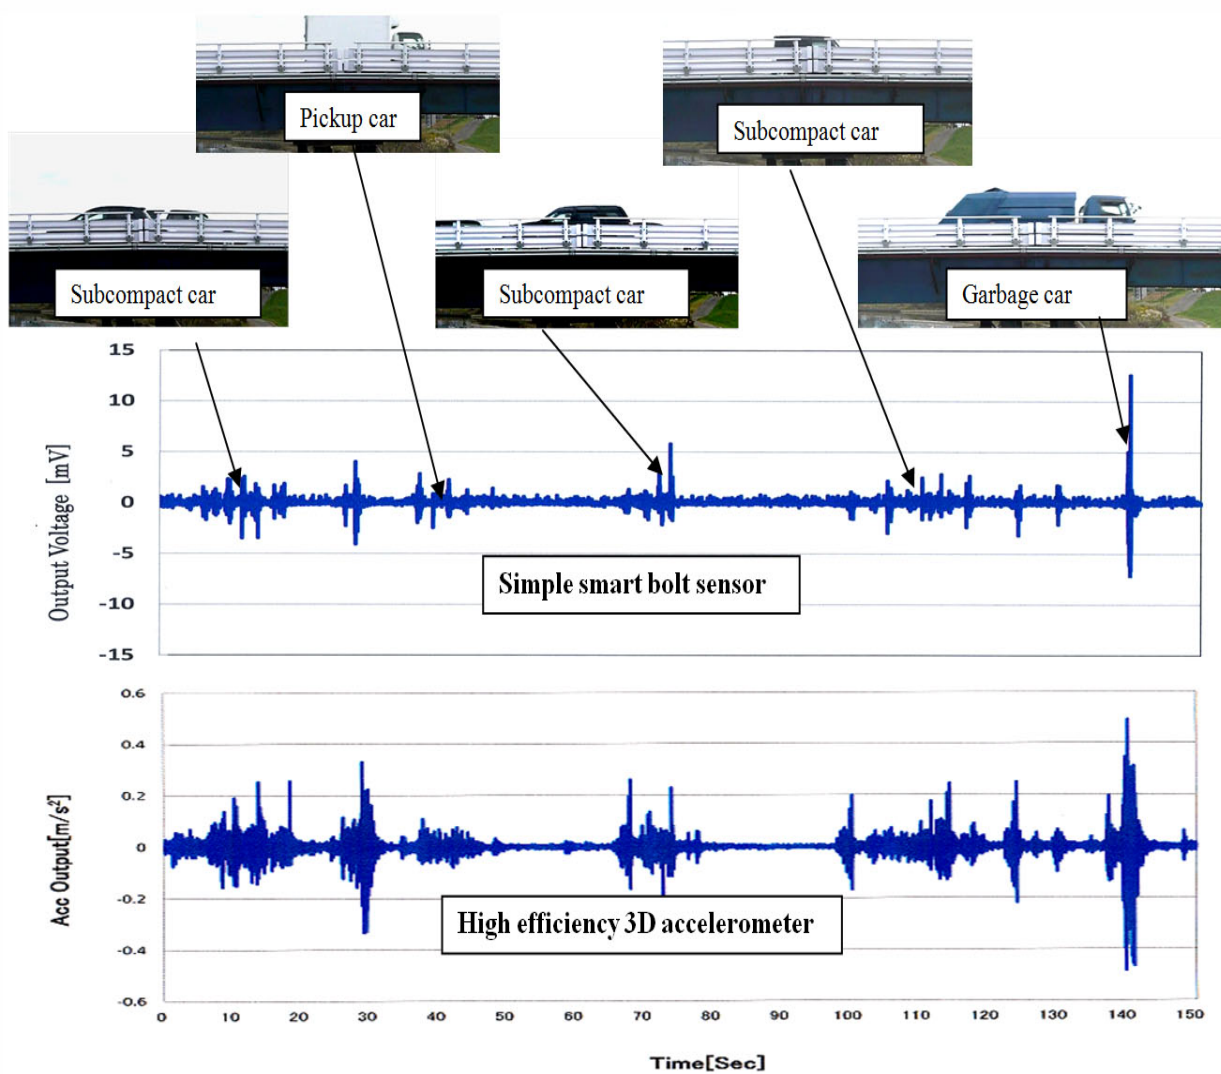 Pickup car
Subcompact car
Subcompact car
Subcompact car
Garbage car
15
10
5
0
-5
-10
-15
Output Voltage [mV]
Simple smart bolt sensor
0.6
0.4
0.2
0
-0.2
-0.4
-0.6
Acc Output[m/s²]
High efficiency 3D accelerometer
0 10 20 30 40 50 60 70 80 90 100 110 120 130 140 150
Time[Sec]